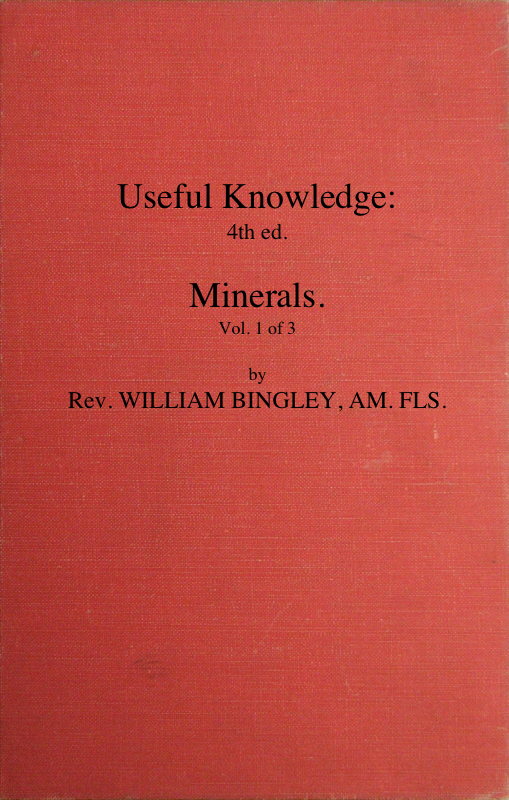 Useful Knowledge:
4th ed.
Minerals.
Vol. 1 of 3
by
Rev. WILLIAM BINGLEY, AM. FLS.